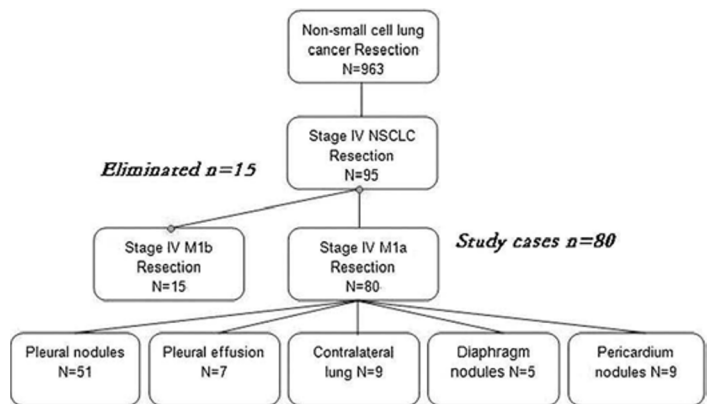 Non-small cell lung
cancer Resection
N=963
Stage IV NSCLC
Resection
N=95
Eliminated n=15
Stage IV M1b
Resection
N=15
Stage IV M1a
Resection
N=80
Study cases n=80
Pleural nodules
N=51
Pleural effusion
N=7
Contralateral
lung N=9
Diaphragm
nodules N=5
Pericardium
nodules N=9